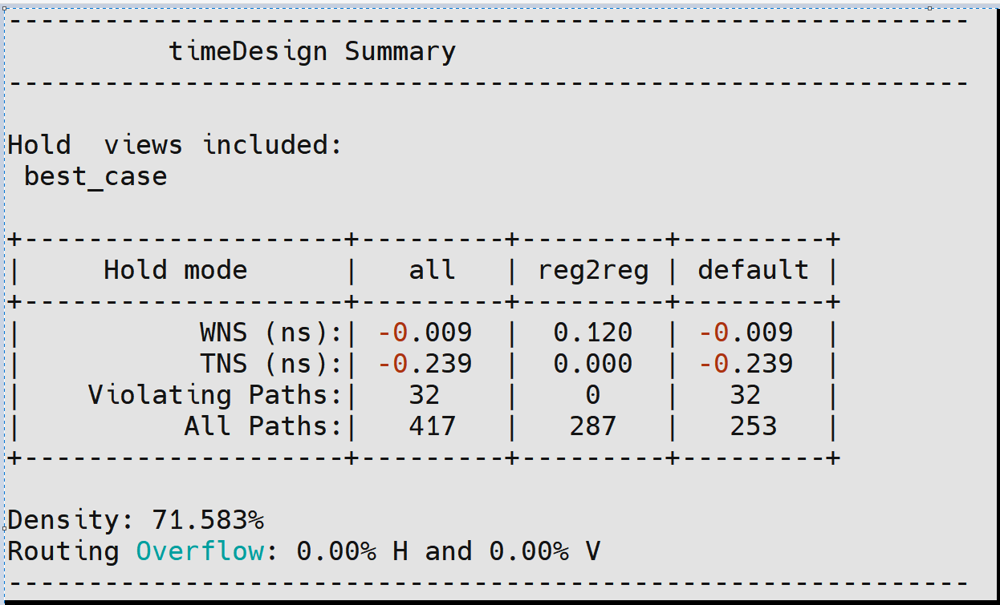 ------------------------------------------------------------
          timeDesign Summary
------------------------------------------------------------

Hold  views included:
 best_case

+--------------------+---------+---------+---------+
|     Hold mode      |   all   | reg2reg | default |
+--------------------+---------+---------+---------+
|           WNS (ns):| -0.009  |  0.120  | -0.009  |
|           TNS (ns):| -0.239  |  0.000  | -0.239  |
|    Violating Paths:|   32    |    0    |   32    |
|          All Paths:|   417   |   287   |   253   |
+--------------------+---------+---------+---------+

Density: 71.583%
Routing Overflow: 0.00% H and 0.00% V
------------------------------------------------------------